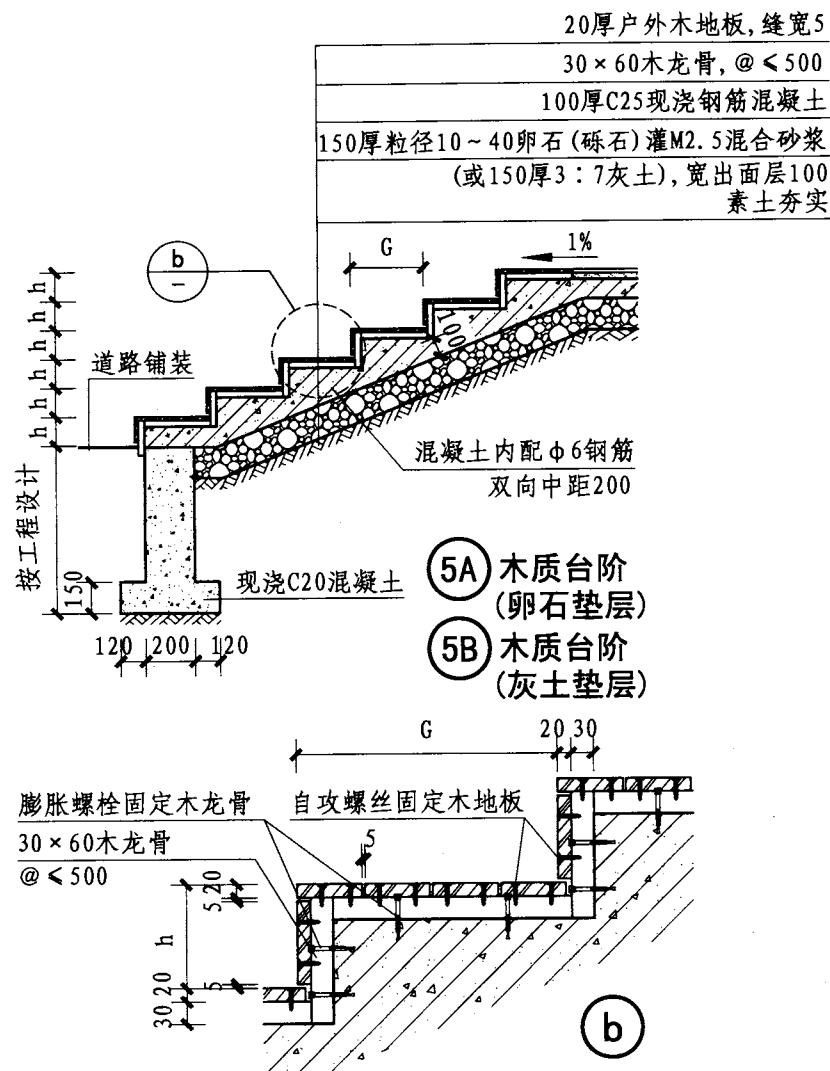 20厚户外木地板,缝宽5
30×60木龙骨,@≤500
100厚C25现浇钢筋混凝土
150厚粒径10~40卵石(砾石)灌M2.5混合砂浆
(或150厚3:7灰土),宽出面层100
素土夯实
b
—
G
1%
h
h
h
h
h
h
100
道路铺装
混凝土内配φ6钢筋
双向中距200
按工程设计
150
现浇C20混凝土
120 200 120
5A 木质台阶
(卵石垫层)
5B 木质台阶
(灰土垫层)
G
20 30
膨胀螺栓固定木龙骨
自攻螺丝固定木地板
30×60木龙骨
@≤500
5
20
5
h
5
20
30
b